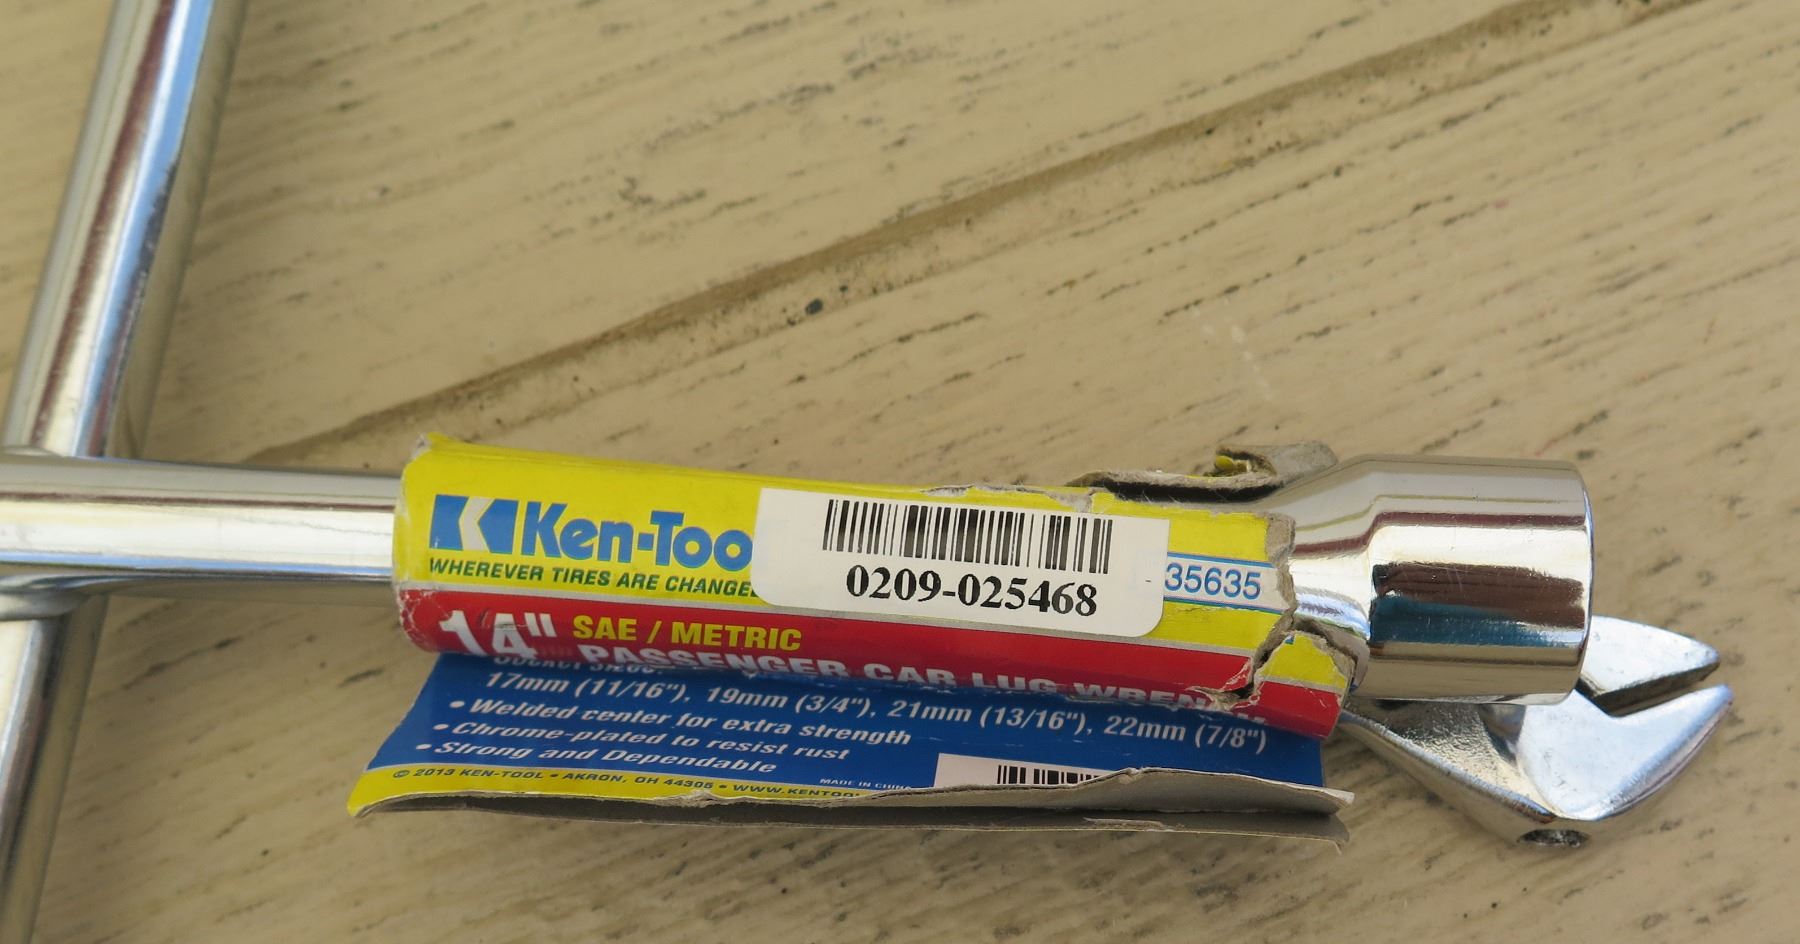 Ken-Too
WHEREVER TIRES ARE CHANGE
0209-025468
35635
14"
SAE / METRIC
PASSENGER CAR LUG WRENCH
17mm (11/16"), 19mm (3/4"), 21mm (13/16"), 22mm (7/8")
• Welded center for extra strength
• Chrome-plated to resist rust
• Strong and Dependable
© 2013 KEN-TOOL • AKRON, OH 44305 • WWW.KENTOOL
MADE IN CHINA